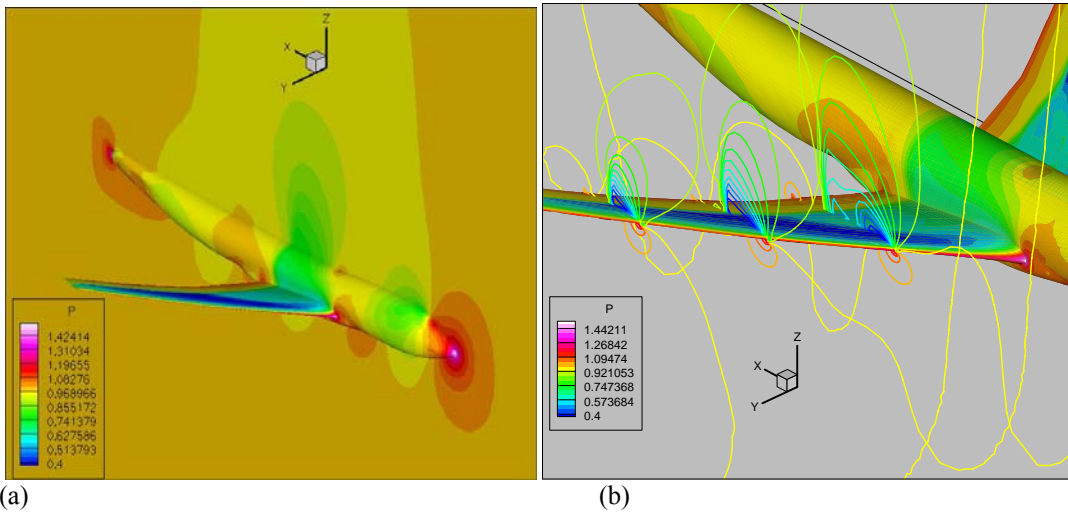 Z
X
Y
P
1.42414
1.31034
1.19655
1.08276
0.968966
0.855172
0.741379
0.627586
0.513793
0.4
(a)
P
1.44211
1.26842
1.09474
0.921053
0.747368
0.573684
0.4
Z
X
Y
(b)